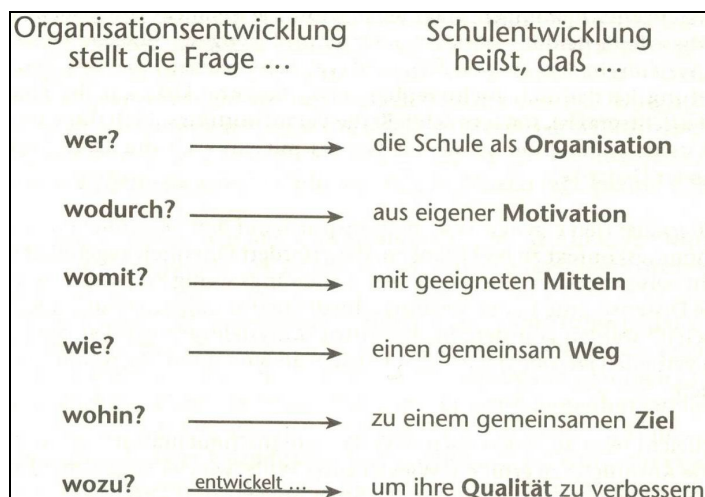 Organisationsentwicklung
stellt die Frage ...
Schulentwicklung
heißt, daß ...
wer? die Schule als Organisation
wodurch? aus eigener Motivation
womit? mit geeigneten Mitteln
wie? einen gemeinsam Weg
wohin? zu einem gemeinsamen Ziel
wozu? entwickelt ... um ihre Qualität zu verbessern